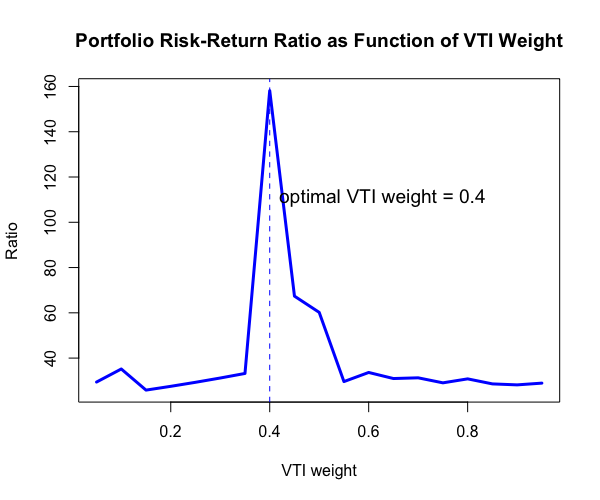 Portfolio Risk-Return Ratio as Function of VTI Weight
160
140
120
100
80
60
40
Ratio
optimal VTI weight = 0.4
0.2 0.4 0.6 0.8
VTI weight